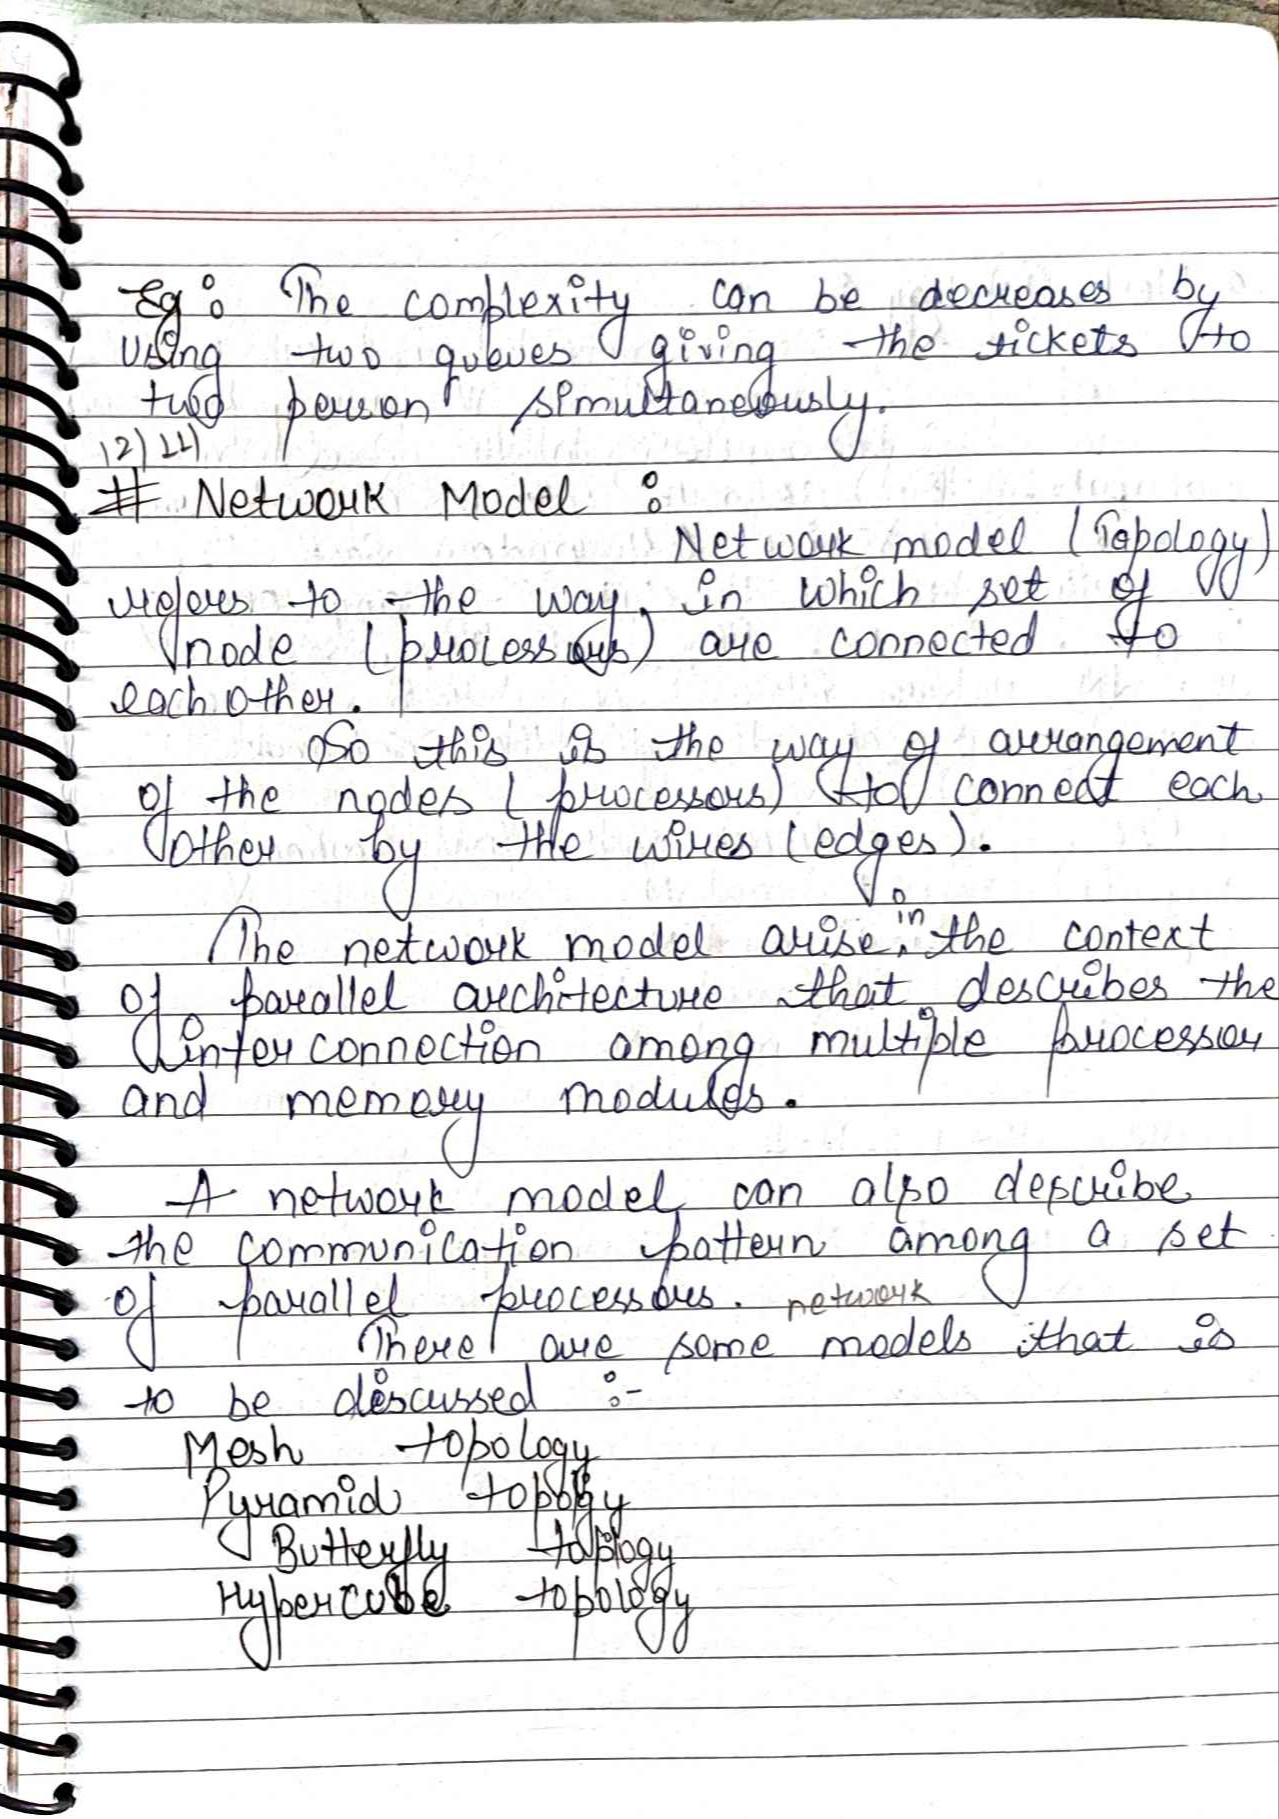 Eg : The complexity can be decreases by
Using two queues giving the tickets to
two person simultaneously.
12/11/
# Network Model :
Network model (Topology)
refers to the way, in which set of
node (processors) are connected to
each other.
So this is the way of arrangement
of the nodes (processors) to connect each
other by the wires (edges).
The network model arise in the context
of parallel architecture that describes the
interconnection among multiple processor
and memory modules.
A network model can also describe
the communication pattern among a set
of parallel processors.
There are some network models that is
to be discussed :-
Mesh topology
Pyramid topology
Butterfly topology
Hypercube topology